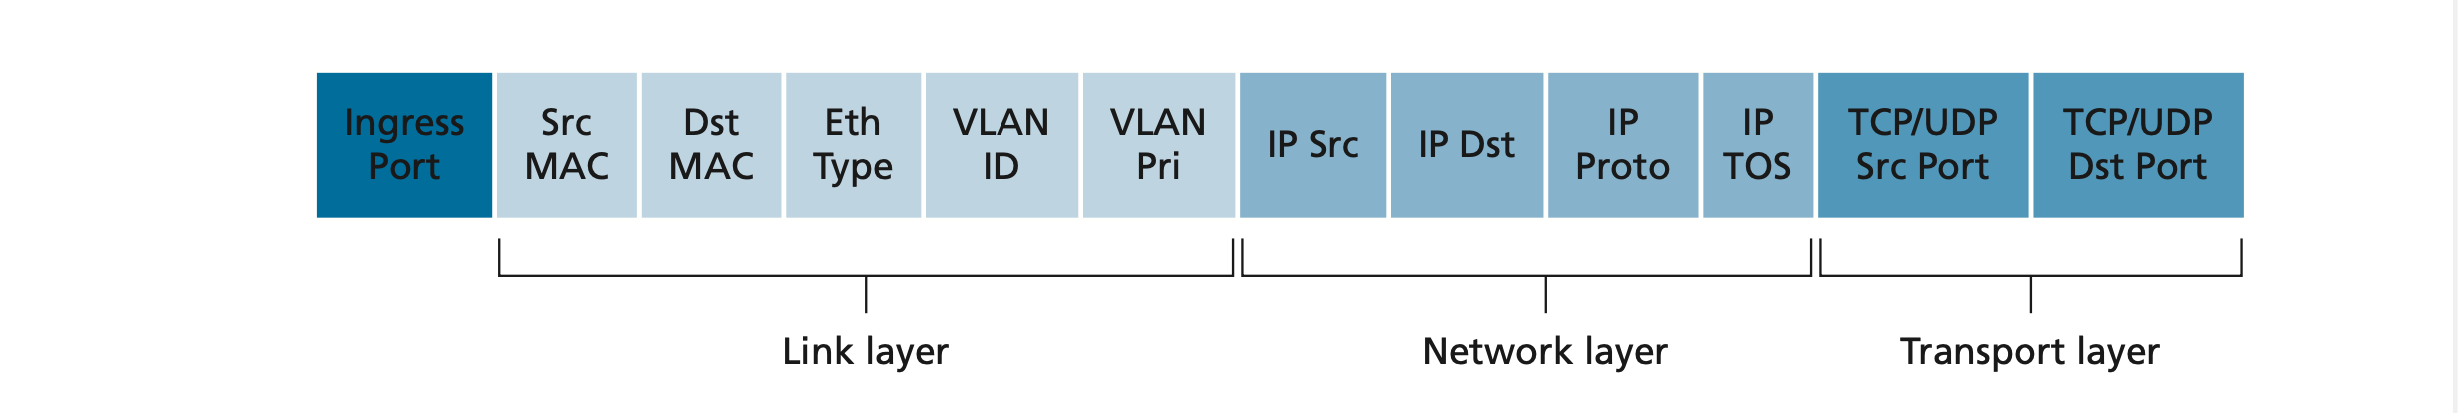 Ingress
Port
Src
MAC
Dst
MAC
Eth
Type
VLAN
ID
VLAN
Pri
IP Src
IP Dst
IP
Proto
IP
TOS
TCP/UDP
Src Port
TCP/UDP
Dst Port
Link layer
Network layer
Transport layer